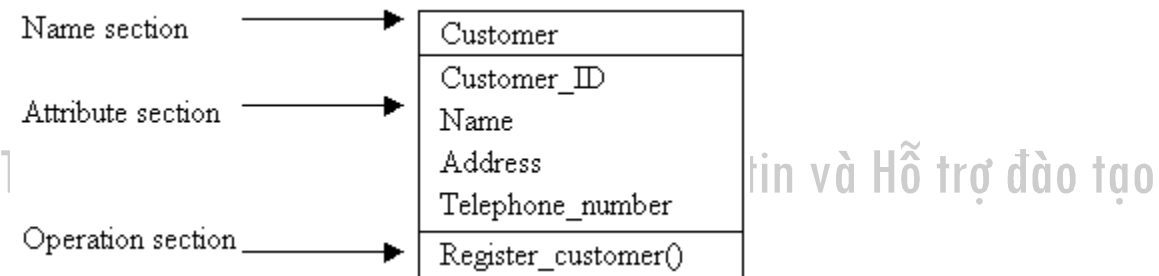 Name section
Customer
Customer_ID
Attribute section
Name
Address
tin và Hỗ trợ đào tạo
Telephone_number
Operation section
Register_customer()